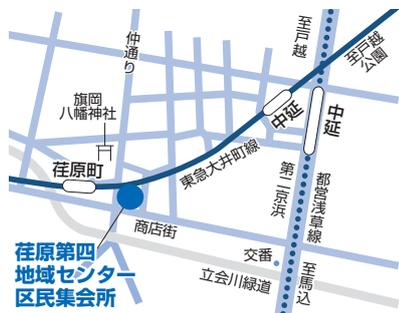 仲通り
至戸越
至戸越
公園
旗岡
八幡神社
中延
中延
荏原町
東急大井町線
第二京浜
都営浅草線
商店街
交番
立会川緑道
至馬込
荏原第四
地域センター
区民集会所